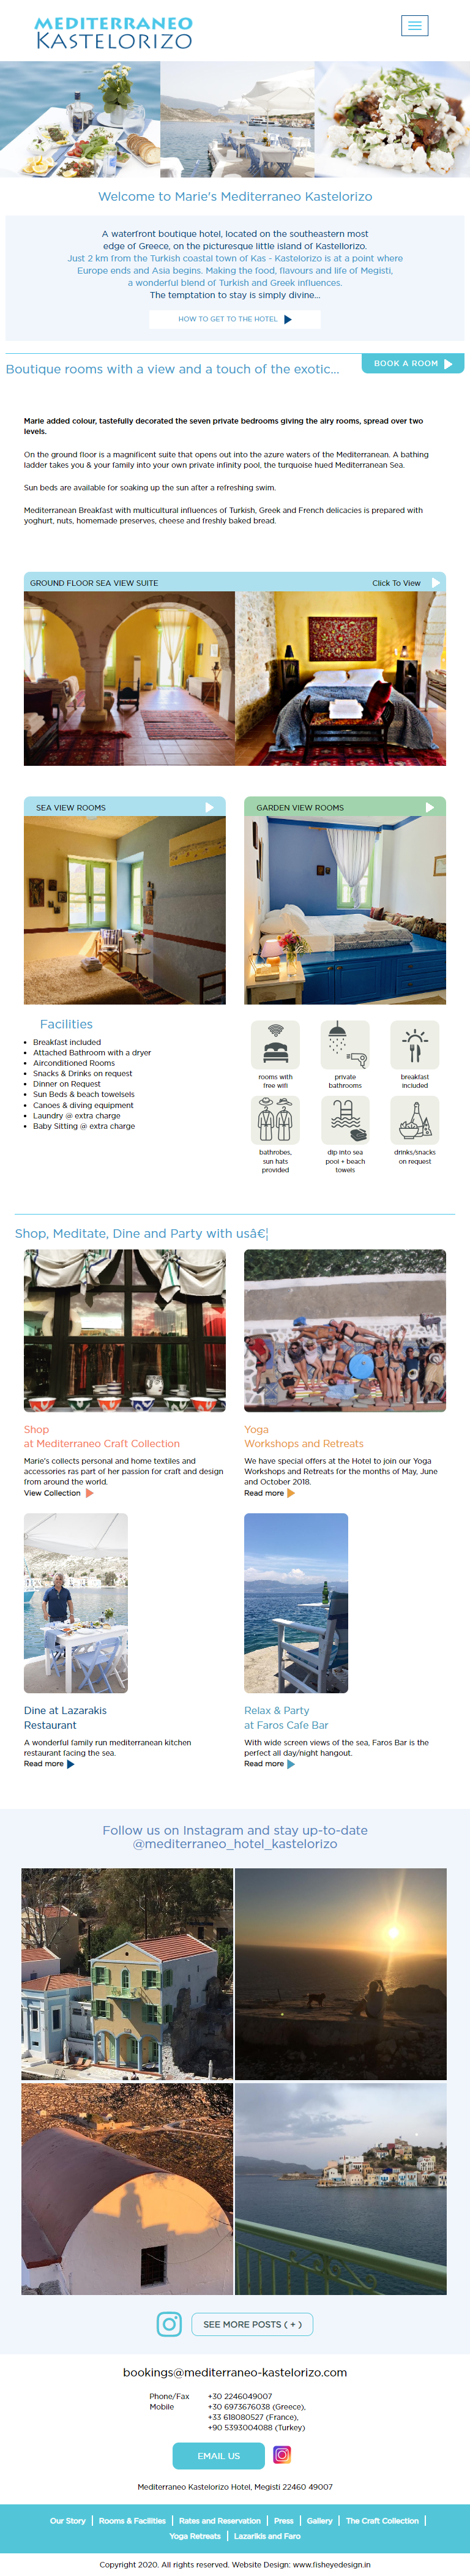 MEDITERRANEO
KASTELORIZO
Welcome to Marie's Mediterraneo Kastelorizo
A waterfront boutique hotel, located on the southeastern most
edge of Greece, on the picturesque little island of Kastellorizo.
Just 2 km from the Turkish coastal town of Kas - Kastelorizo is at a point where
Europe ends and Asia begins. Making the food, flavours and life of Megisti,
a wonderful blend of Turkish and Greek influences.
The temptation to stay is simply divine...
HOW TO GET TO THE HOTEL
BOOK A ROOM
Boutique rooms with a view and a touch of the exotic...
Marie added colour, tastefully decorated the seven private bedrooms giving the airy rooms, spread over two
levels.
On the ground floor is a magnificent suite that opens out into the azure waters of the Mediterranean. A bathing
ladder takes you & your family into your own private infinity pool, the turquoise hued Mediterranean Sea.
Sun beds are available for soaking up the sun after a refreshing swim.
Mediterranean Breakfast with multicultural influences of Turkish, Greek and French delicacies is prepared with
yoghurt, nuts, homemade preserves, cheese and freshly baked bread.
GROUND FLOOR SEA VIEW SUITE Click To View
SEA VIEW ROOMS
GARDEN VIEW ROOMS
Facilities
• Breakfast included
• Attached Bathroom with a dryer
• Airconditioned Rooms
• Snacks & Drinks on request
• Dinner on Request
• Sun Beds & beach towelsels
• Canoes & diving equipment
• Laundry @ extra charge
• Baby Sitting @ extra charge
rooms with
free wifi
private
bathrooms
breakfast
included
bathrobes,
sun hats
provided
dip into sea
pool + beach
towels
drinks/snacks
on request
Shop, Meditate, Dine and Party with usâ€¦
Shop
at Mediterraneo Craft Collection
Marie's collects personal and home textiles and
accessories ras part of her passion for craft and design
from around the world.
View Collection
Yoga
Workshops and Retreats
We have special offers at the Hotel to join our Yoga
Workshops and Retreats for the months of May, June
and October 2018.
Read more
Dine at Lazarakis
Restaurant
A wonderful family run mediterranean kitchen
restaurant facing the sea.
Read more
Relax & Party
at Faros Cafe Bar
With wide screen views of the sea, Faros Bar is the
perfect all day/night hangout.
Read more
Follow us on Instagram and stay up-to-date
@mediterraneo_hotel_kastelorizo
SEE MORE POSTS ( + )
bookings@mediterraneo-kastelorizo.com
Phone/Fax +30 2246049007
Mobile +30 6973676038 (Greece),
+33 618080527 (France),
+90 5393004088 (Turkey)
EMAIL US
Mediterraneo Kastelorizo Hotel, Megisti 22460 49007
Our Story | Rooms & Facilities | Rates and Reservation | Press | Gallery | The Craft Collection |
Yoga Retreats | Lazarikis and Faro
Copyright 2020. All rights reserved. Website Design: www.fisheyedesign.in